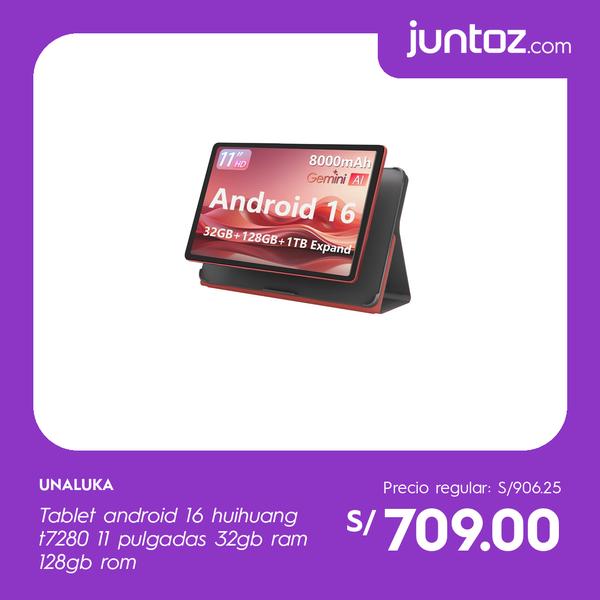 juntoz.com
11" HD
8000mAh
Gemini AI
Android 16
32GB+128GB+1TB Expand
UNALUKA
Tablet android 16 huihuang
t7280 11 pulgadas 32gb ram
128gb rom
Precio regular: S/906.25
S/709.00